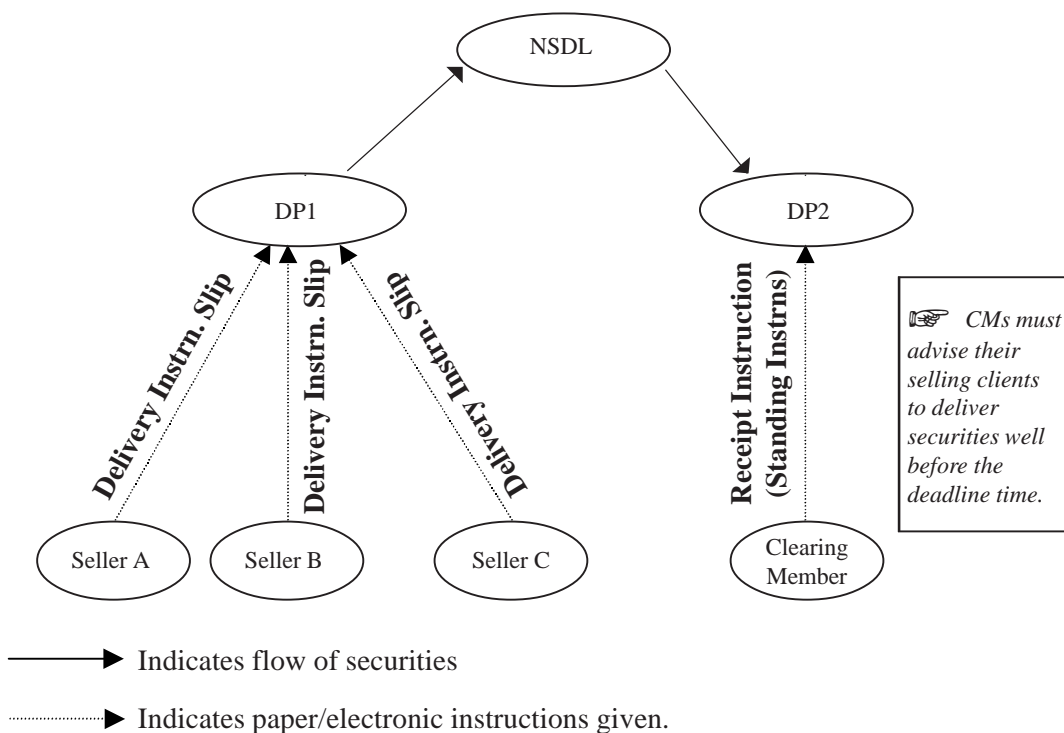 NSDL
DP1
DP2
Delivery Instrn. Slip
Delivery Instrn. Slip
Delivery Instrn. Slip
Receipt Instruction
(Standing Instrns)
☞ CMs must
advise their
selling clients
to deliver
securities well
before the
deadline time.
Seller A
Seller B
Seller C
Clearing
Member
Indicates flow of securities
Indicates paper/electronic instructions given.